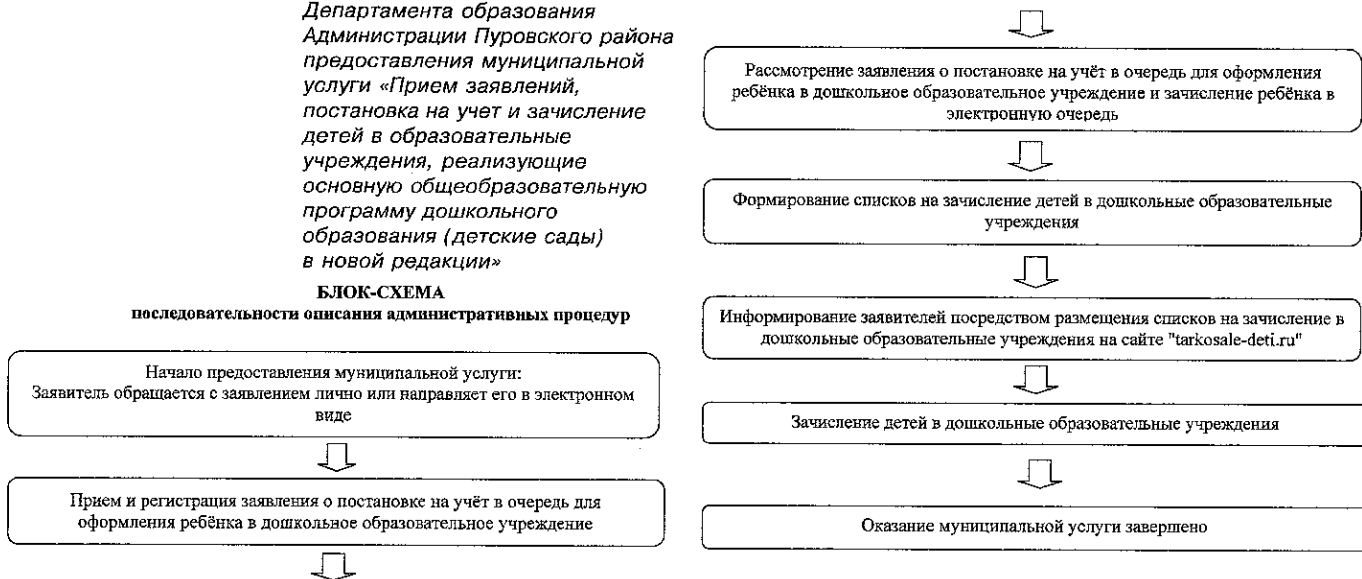 Департамента образования
Администрации Пуровского района
предоставления муниципальной
услуги «Прием заявлений,
постановка на учет и зачисление
детей в образовательные
учреждения, реализующие
основную общеобразовательную
программу дошкольного
образования (детские сады)
в новой редакции»
БЛОК-СХЕМА
последовательности описания административных процедур
Начало предоставления муниципальной услуги:
Заявитель обращается с заявлением лично или направляет его в электронном
виде
Прием и регистрация заявления о постановке на учёт в очередь для
оформления ребёнка в дошкольное образовательное учреждение
Рассмотрение заявления о постановке на учёт в очередь для оформления
ребёнка в дошкольное образовательное учреждение и зачисление ребёнка в
электронную очередь
Формирование списков на зачисление детей в дошкольные образовательные
учреждения
Информирование заявителей посредством размещения списков на зачисление в
дошкольные образовательные учреждения на сайте "tarkosale-deti.ru"
Зачисление детей в дошкольные образовательные учреждения
Оказание муниципальной услуги завершено